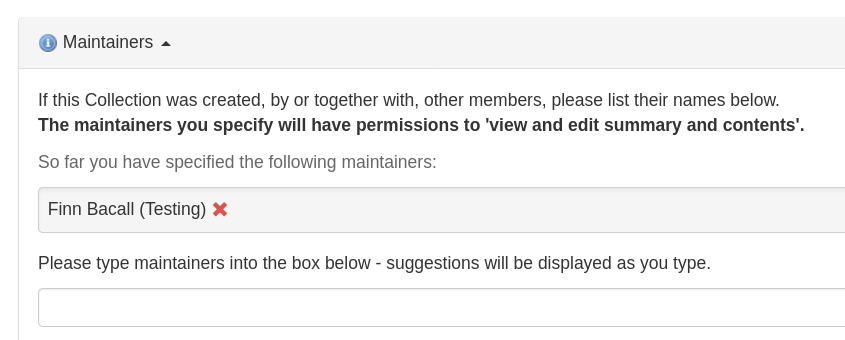 Maintainers
If this Collection was created, by or together with, other members, please list their names below.
The maintainers you specify will have permissions to 'view and edit summary and contents'.
So far you have specified the following maintainers:
Finn Bacall (Testing)
Please type maintainers into the box below - suggestions will be displayed as you type.